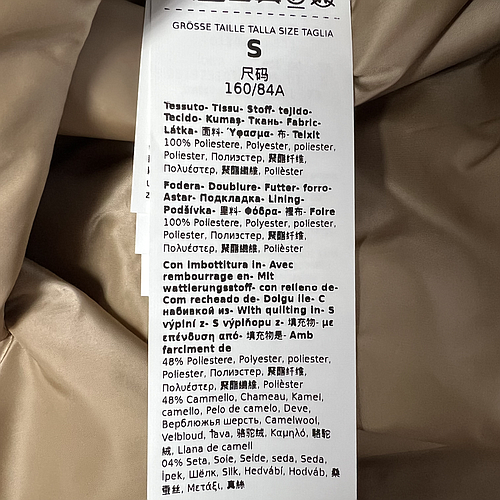 GRÖSSE TAILLE TALLA SIZE TAGLIA
S
尺码
160/84A
Tessuto- Tissu- Stoff- tejido-
Tecido- Kumaş- Ткань- Fabric-
Látka- 面料- Ύφασμα- 布- Teixit
100% Poliestere, Polyester, poliester,
Poliester, Полиэстер, 聚酯纤维,
Πολυέστερ, 聚酯纖維, Polièster
Fodera- Doublure- Futter- forro-
Astar- Подкладка- Lining-
Podšívka- 里料- Φόδρα- 裡布- Folre
100% Poliestere, Polyester, poliester,
Poliester, Полиэстер, 聚酯纤维,
Πολυέστερ, 聚酯纖維, Polièster
Con imbottitura in- Avec
rembourrage en- Mit
wattierungsstoff- con relleno de-
Com recheado de- Dolgu ile- С
набивкой из- With quilting in- S
výplní z- S výplňopu z- 填充物- με
επένδυση από- 填充物是- Amb
farciment de
48% Poliestere, Polyester, poliester,
Poliester, Полиэстер, 聚酯纤维,
Πολυέστερ, 聚酯纖維, Polièster
48% Cammello, Chameau, Kamel,
camello, Pelo de camelo, Deve,
Верблюжья шерсть, Camelwool,
Velbloud, Ťava, 骆驼绒, Καμηλό, 駱駝
絨, Llana de camell
04% Seta, Soie, Seide, seda, Seda,
İpek, Шёлк, Silk, Hedvábí, Hodváb, 桑
蚕丝, Μετάξι, 真絲